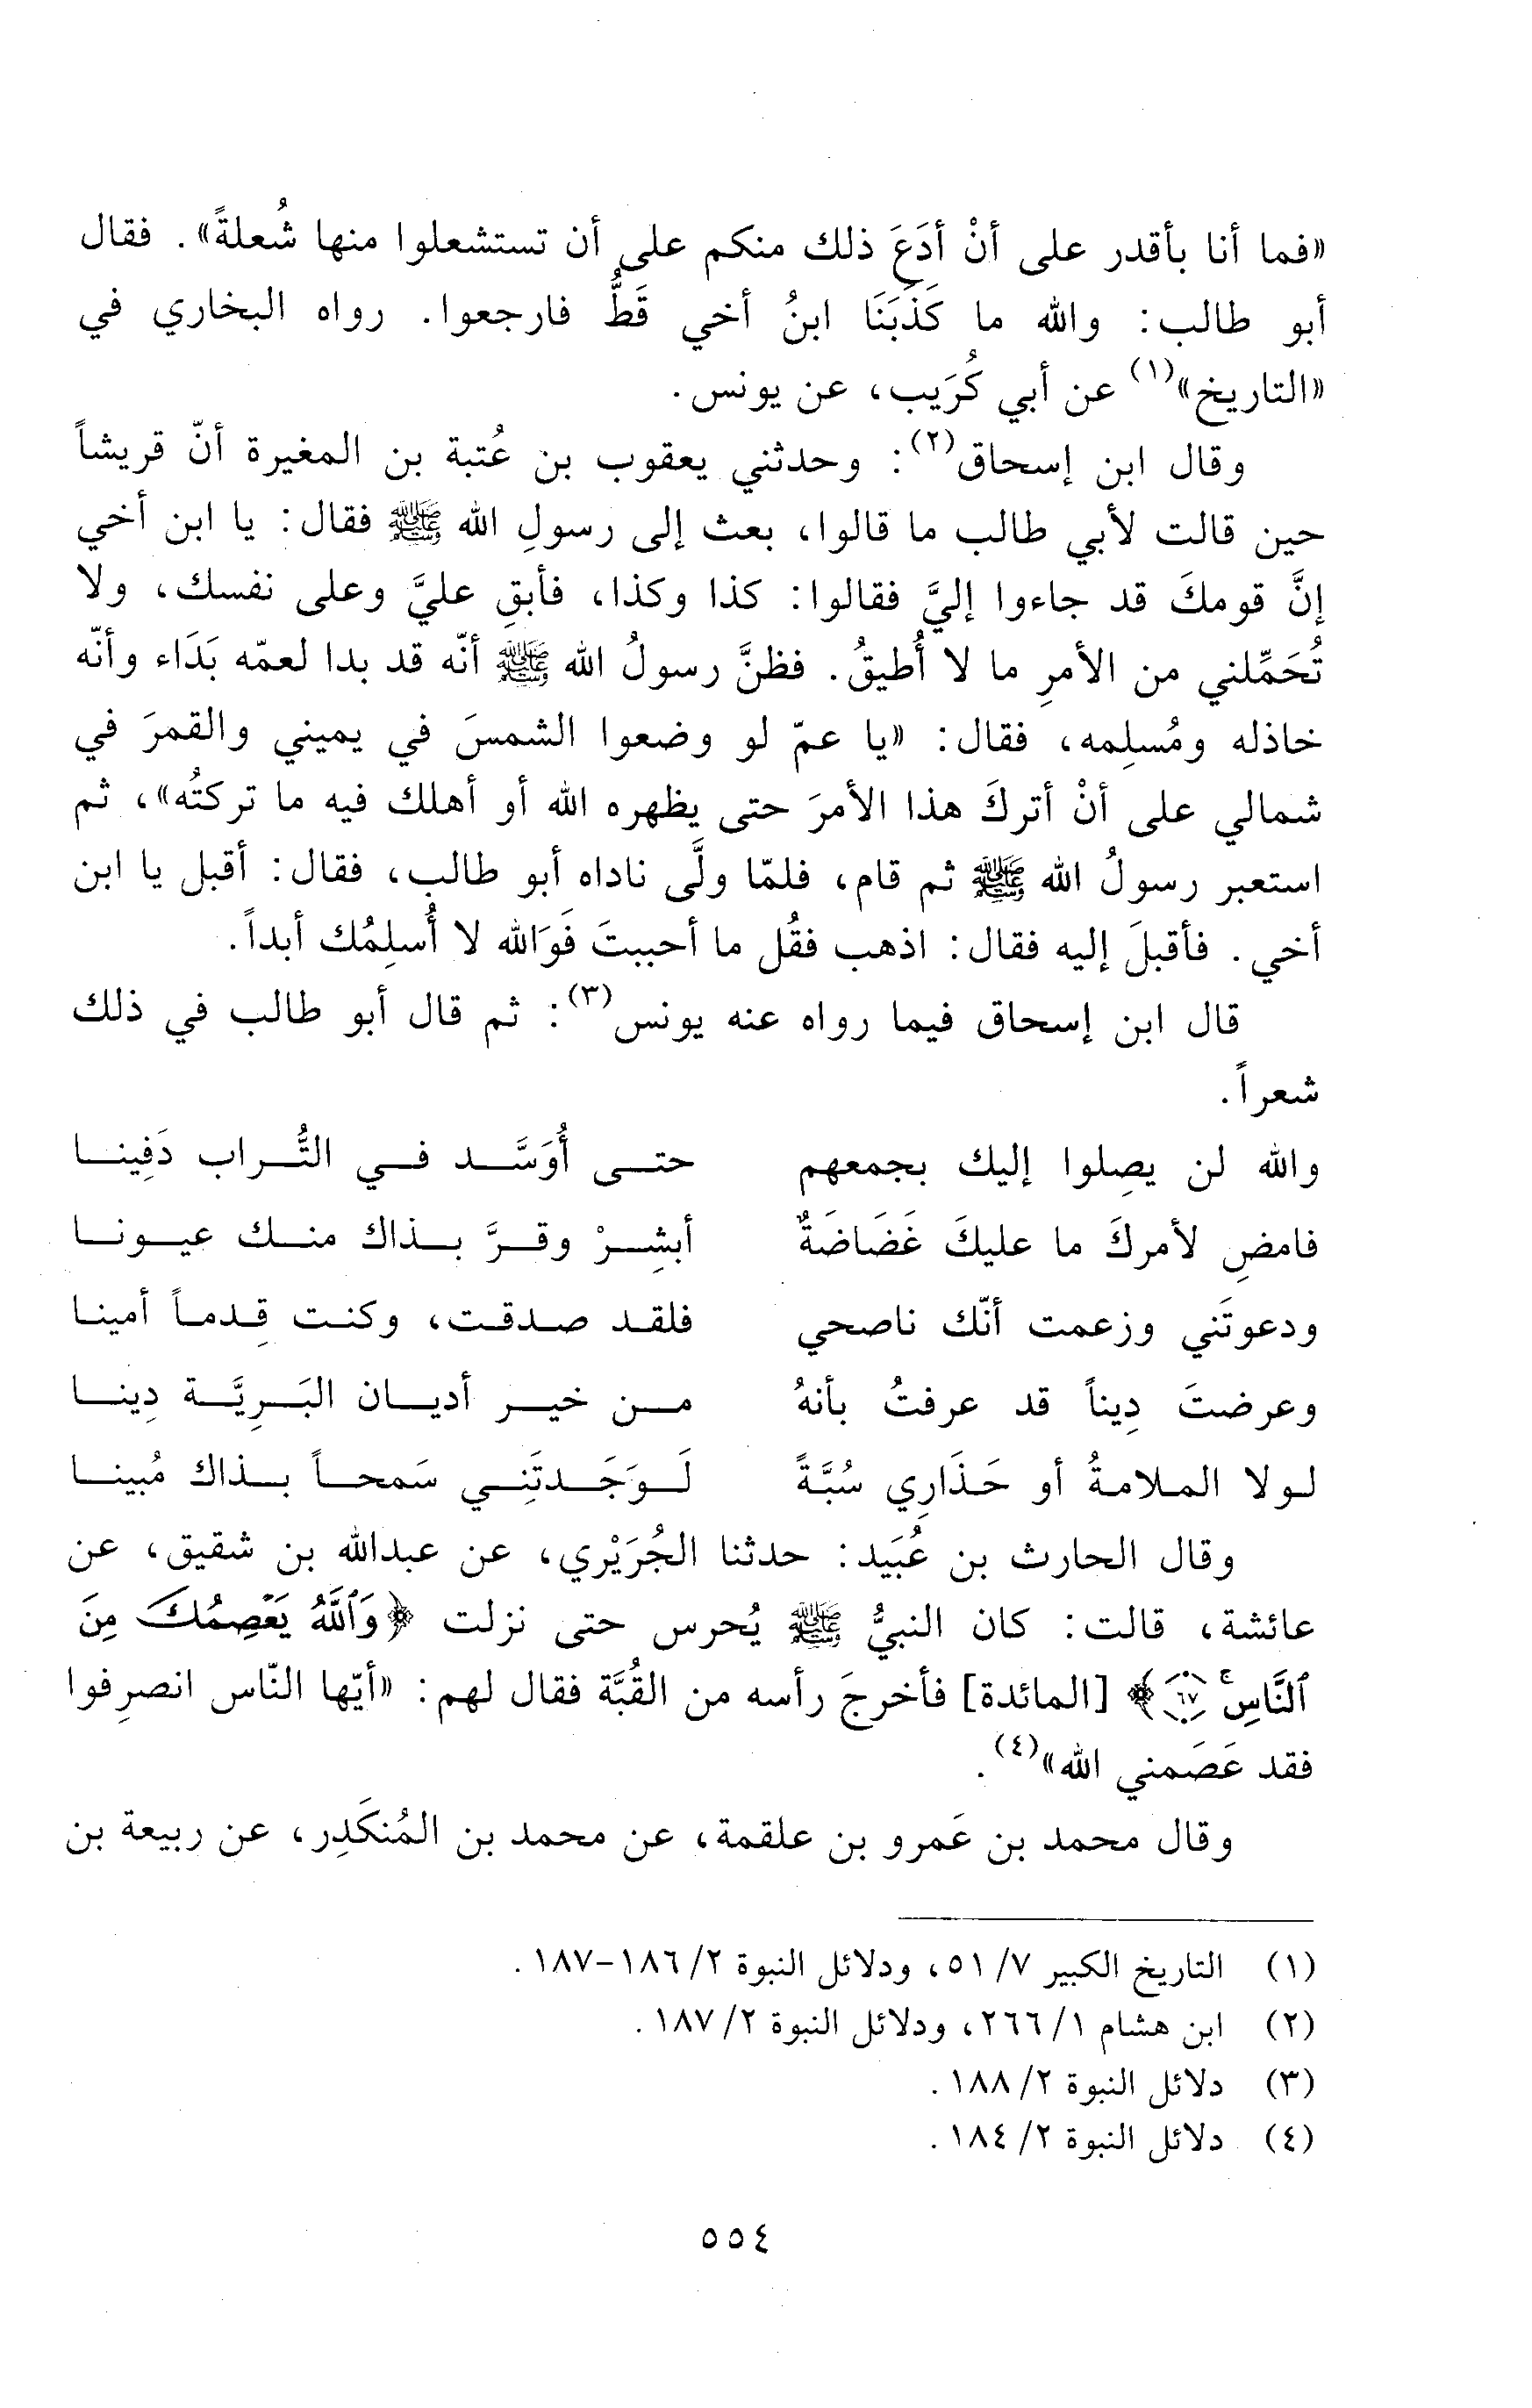 «فما أنا بأقدر على أنْ أدَعَ ذلك منكم على أن تستشعلوا منها شُعلةً». فقال
أبو طالب: والله ما كَذَبَنَا ابنُ أخي قَطُّ فارجعوا. رواه البخاري في
«التاريخ»(١) عن أبي كُرَيب، عن يونس.
وقال ابن إسحاق(٢): وحدثني يعقوب بن عُتبة بن المغيرة أنّ قريشاً
حين قالت لأبي طالب ما قالوا، بعث إلى رسولِ الله ﷺ فقال: يا ابن أخي
إنَّ قومكَ قد جاءوا إليَّ فقالوا: كذا وكذا، فأبقِ عليَّ وعلى نفسك، ولا
تُحَمِّلني من الأمرِ ما لا أُطيقُ. فظنَّ رسولُ الله ﷺ أنّه قد بدا لعمّه بَدَاء وأنّه
خاذله ومُسلِمه، فقال: «يا عمّ لو وضعوا الشمسَ في يميني والقمرَ في
شمالي على أنْ أتركَ هذا الأمرَ حتى يظهره الله أو أهلك فيه ما تركتُه»، ثم
استعبر رسولُ الله ﷺ ثم قام، فلمّا ولَّى ناداه أبو طالب، فقال: أقبل يا ابن
أخي. فأقبلَ إليه فقال: اذهب فقُل ما أحببتَ فَوَالله لا أُسلِمُك أبداً.
قال ابن إسحاق فيما رواه عنه يونس(٣): ثم قال أبو طالب في ذلك
شعراً.
والله لن يصِلوا إليك بجمعهم حتى أُوَسَّد في التُّراب دَفِينا
فامضِ لأمركَ ما عليكَ غَضَاضَةٌ أبشِرْ وقرَّ بذاك منك عيونا
ودعوتَني وزعمت أنّك ناصحي فلقد صدقت، وكنت قِدماً أمينا
وعرضتَ دِيناً قد عرفتُ بأنهُ من خير أديان البَرِيَّة دِينا
لولا الملامةُ أو حَذَارِي سُبَّةً لَوَجَدتَنِي سَمحاً بذاك مُبينا
وقال الحارث بن عُبَيد: حدثنا الجُرَيْري، عن عبدالله بن شقيق، عن
عائشة، قالت: كان النبيُّ ﷺ يُحرس حتى نزلت ﴿وَٱللَّهُ يَعْصِمُكَ مِنَ
ٱلنَّاسِۗ ٦٧﴾ [المائدة] فأخرجَ رأسه من القُبَّة فقال لهم: «أيّها النّاس انصرِفوا
فقد عَصَمني الله»(٤).
وقال محمد بن عَمرو بن علقمة، عن محمد بن المُنكَدِر، عن ربيعة بن
(١) التاريخ الكبير ٧/ ٥١، ودلائل النبوة ٢/ ١٨٦-١٨٧.
(٢) ابن هشام ١/ ٢٦٦، ودلائل النبوة ٢/ ١٨٧.
(٣) دلائل النبوة ٢/ ١٨٨.
(٤) دلائل النبوة ٢/ ١٨٤.
٥٥٤